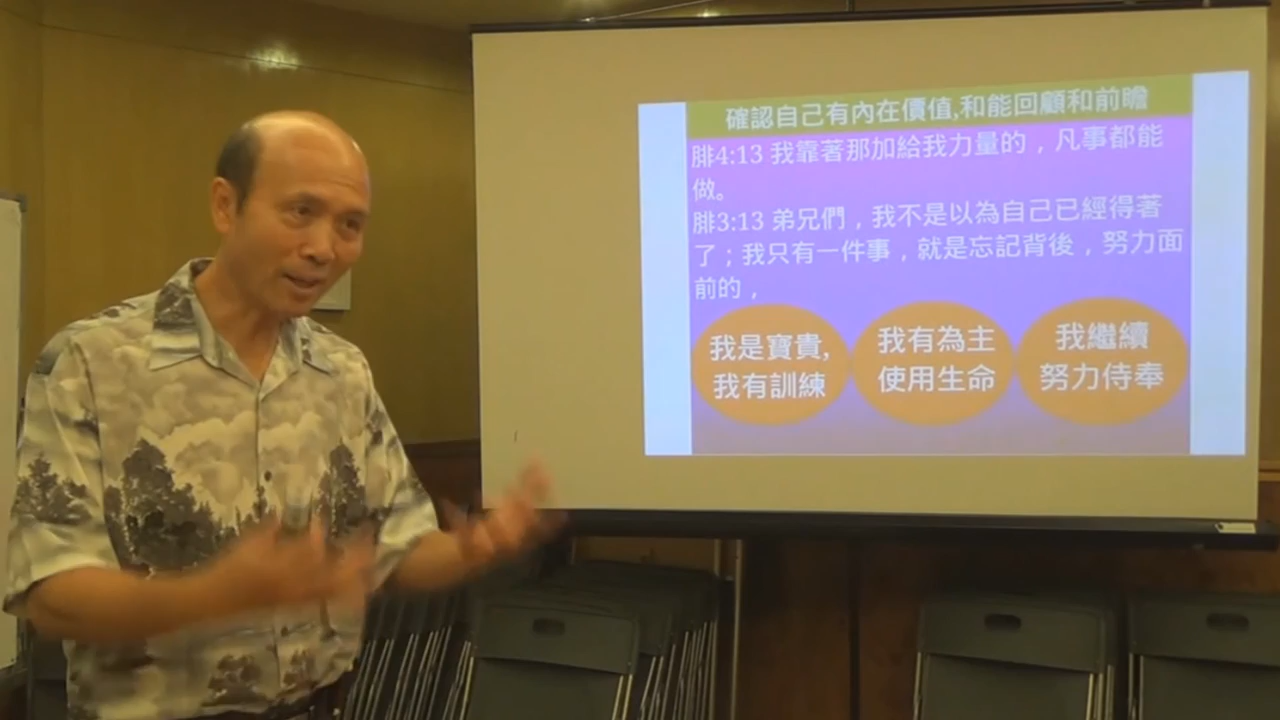 確認自己有內在價值,和能回顧和前瞻
腓4:13 我靠著那加給我力量的，凡事都能
做。
腓3:13 弟兄們，我不是以為自己已經得著
了；我只有一件事，就是忘記背後，努力面
前的，
我是寶貴,
我有訓練
我有為主
使用生命
我繼續
努力侍奉